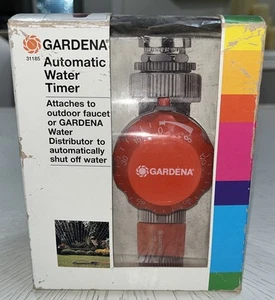 GARDENA®
31185
Automatic
Water
Timer
Attaches to
outdoor faucet
or GARDENA
Water
Distributor to
automatically
shut off water
GARDENA®